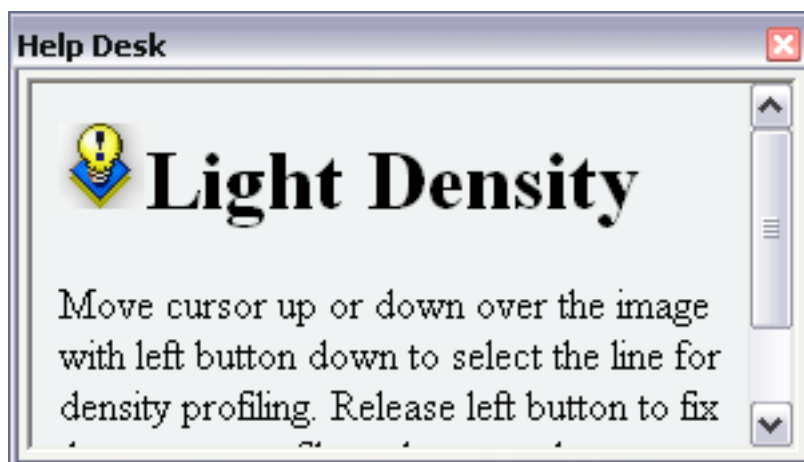 Help Desk
Light Density
Move cursor up or down over the image
with left button down to select the line for
density profiling. Release left button to fix